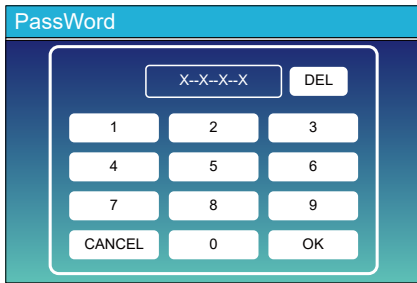 PassWord
X--X--X--X DEL
1 2 3
4 5 6
7 8 9
CANCEL 0 OK